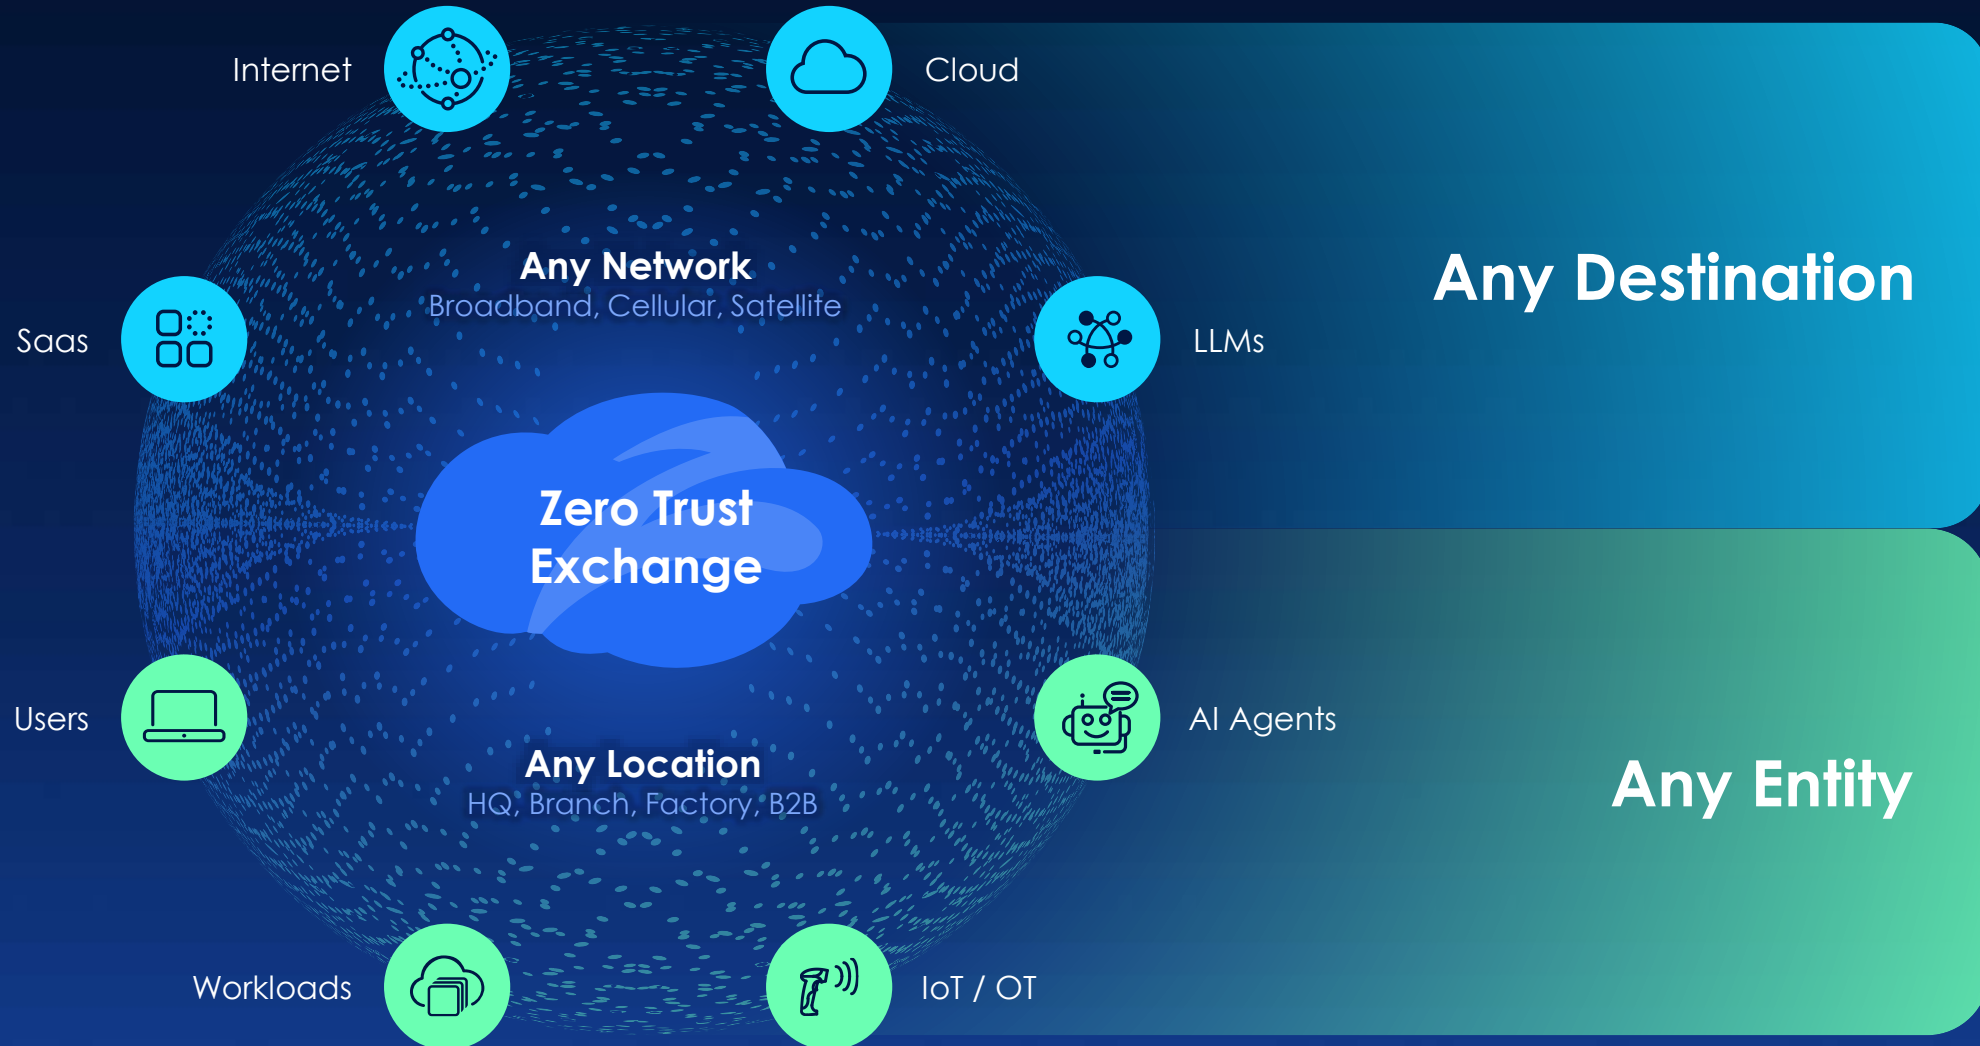 Internet
Cloud
Any Network
Broadband, Cellular, Satellite
Any Destination
Saas
LLMs
Zero Trust
Exchange
Users
AI Agents
Any Location
HQ, Branch, Factory, B2B
Any Entity
Workloads
IoT / OT